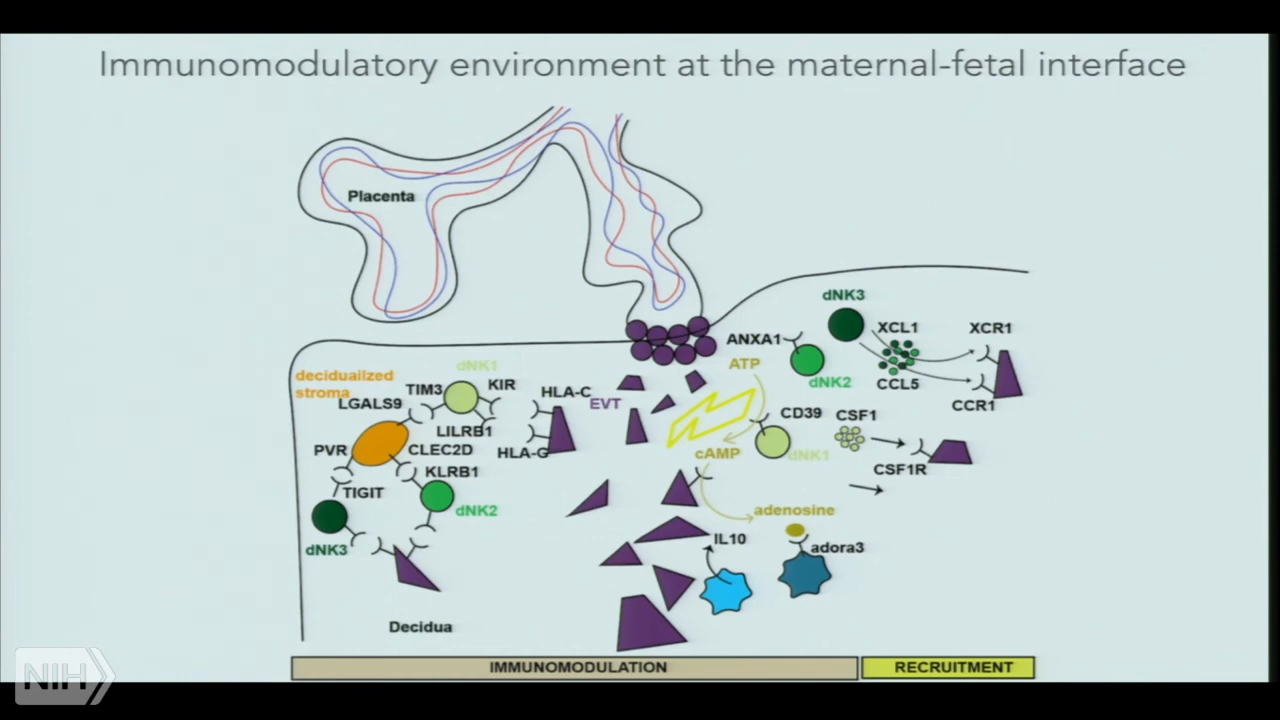 Immunomodulatory environment at the maternal-fetal interface
Placenta
decidualized
stroma
LGALS9
TIM3
dNK1
KIR
LILRB1
HLA-C
HLA-G
EVT
PVR
CLEC2D
KLRB1
TIGIT
dNK2
dNK3
Decidua
ANXA1
ATP
dNK3
dNK2
XCL1
CCL5
XCR1
CCR1
CD39
dNK1
cAMP
CSF1
CSF1R
adenosine
IL10
adora3
IMMUNOMODULATION
RECRUITMENT
NIH